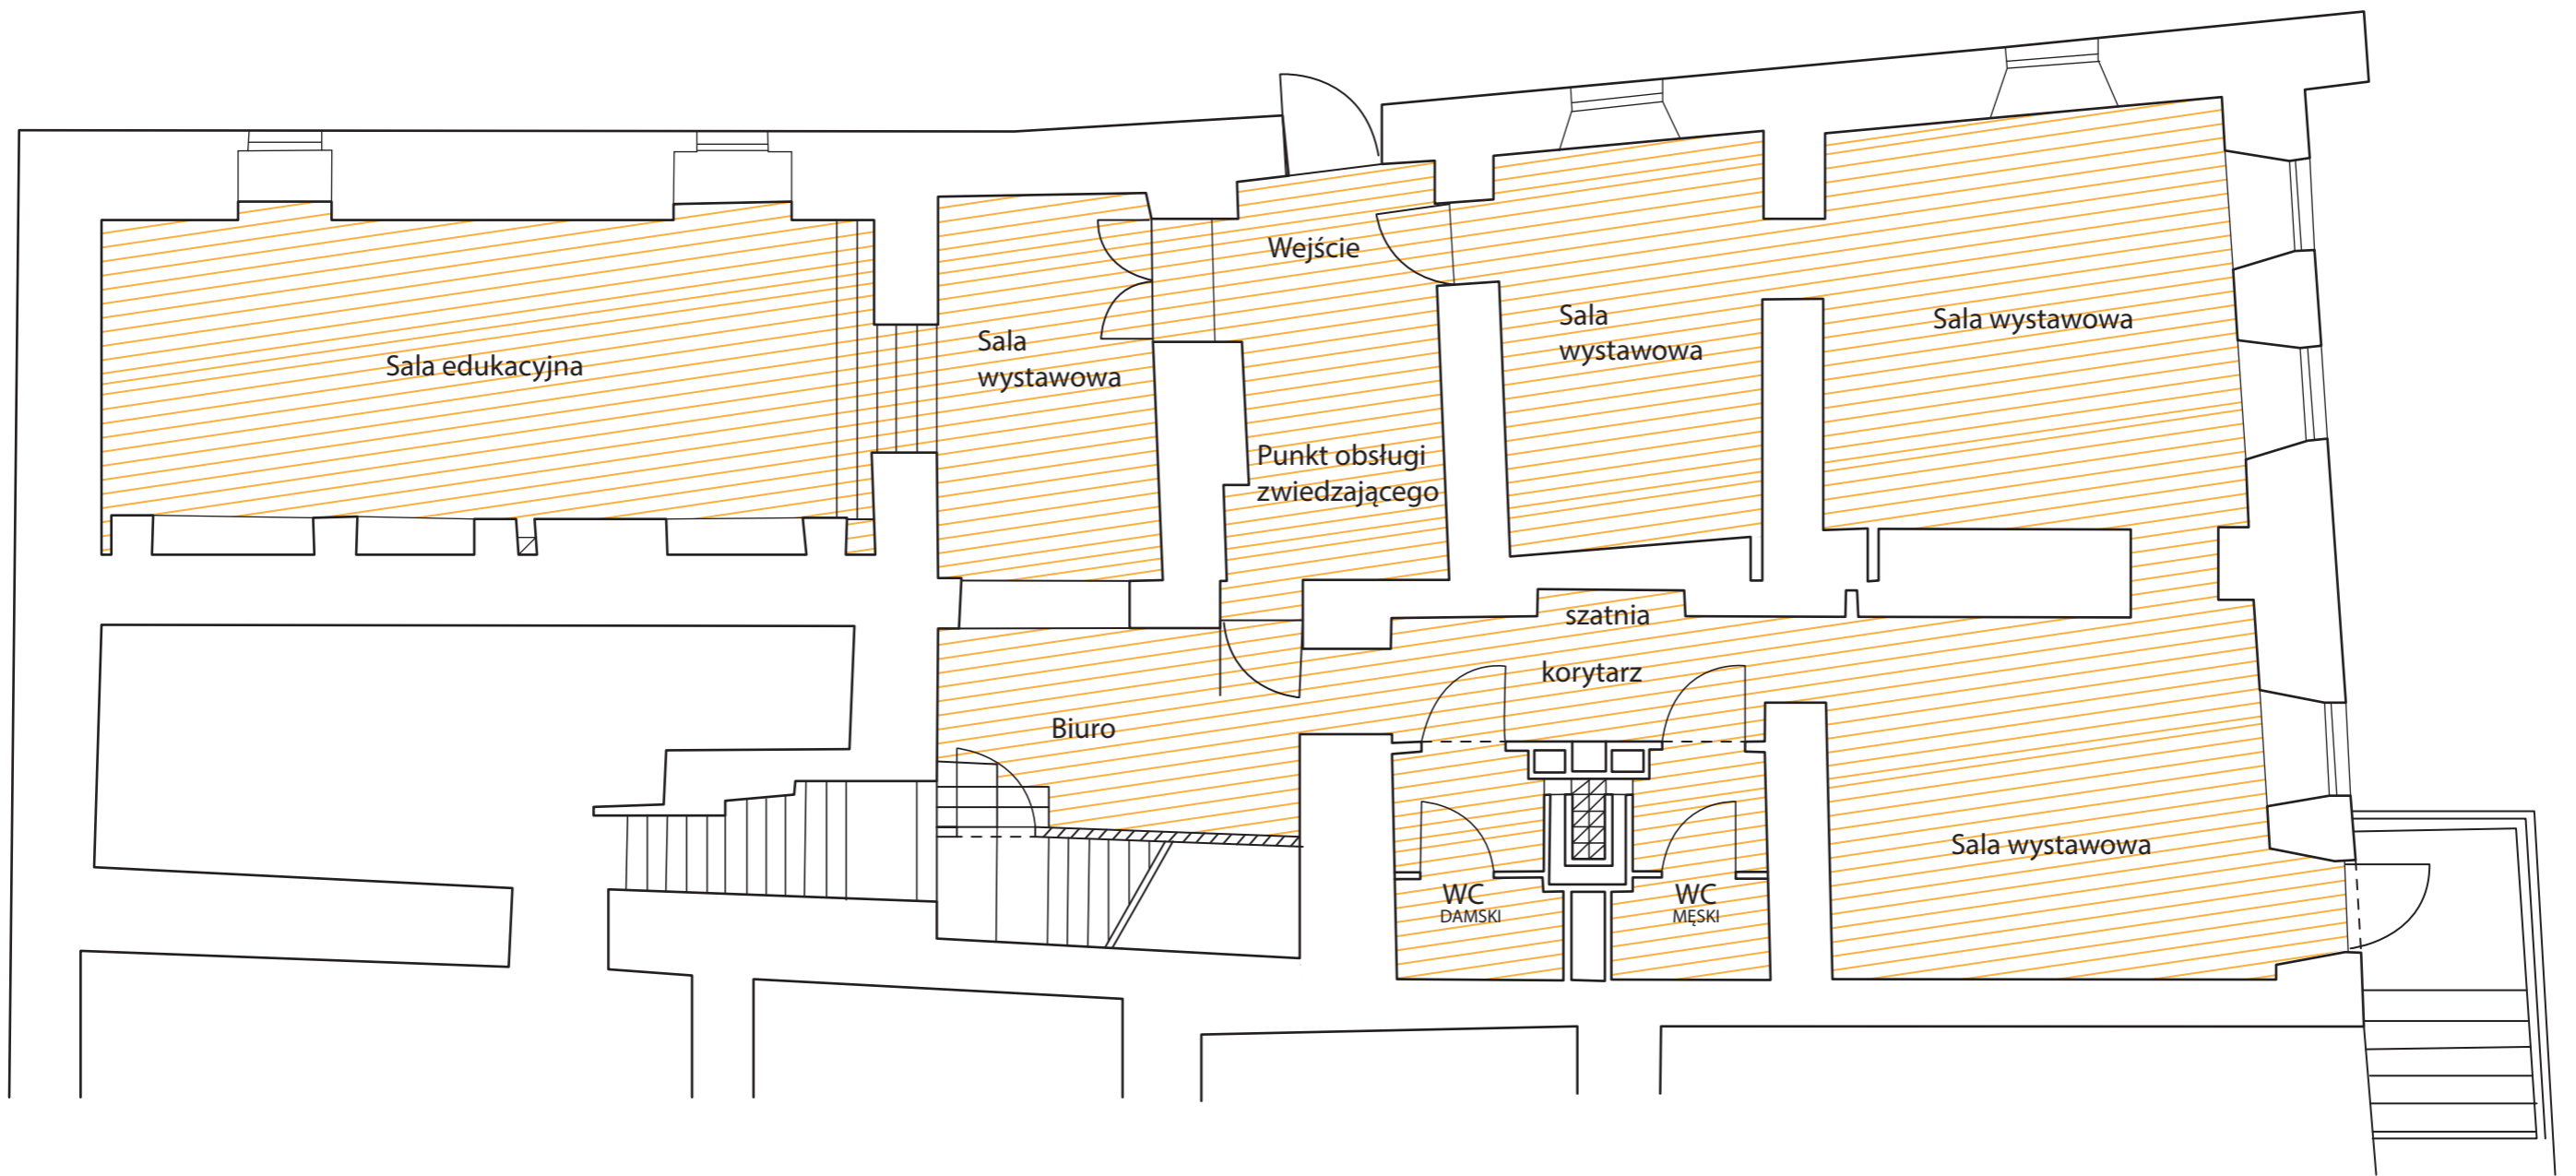 Wejście
Sala
wystawowa
Sala wystawowa
Sala
wystawowa
Sala edukacyjna
Punkt obsługi
zwiedzającego
szatnia
korytarz
Biuro
Sala wystawowa
WC
DAMSKI
WC
MĘSKI